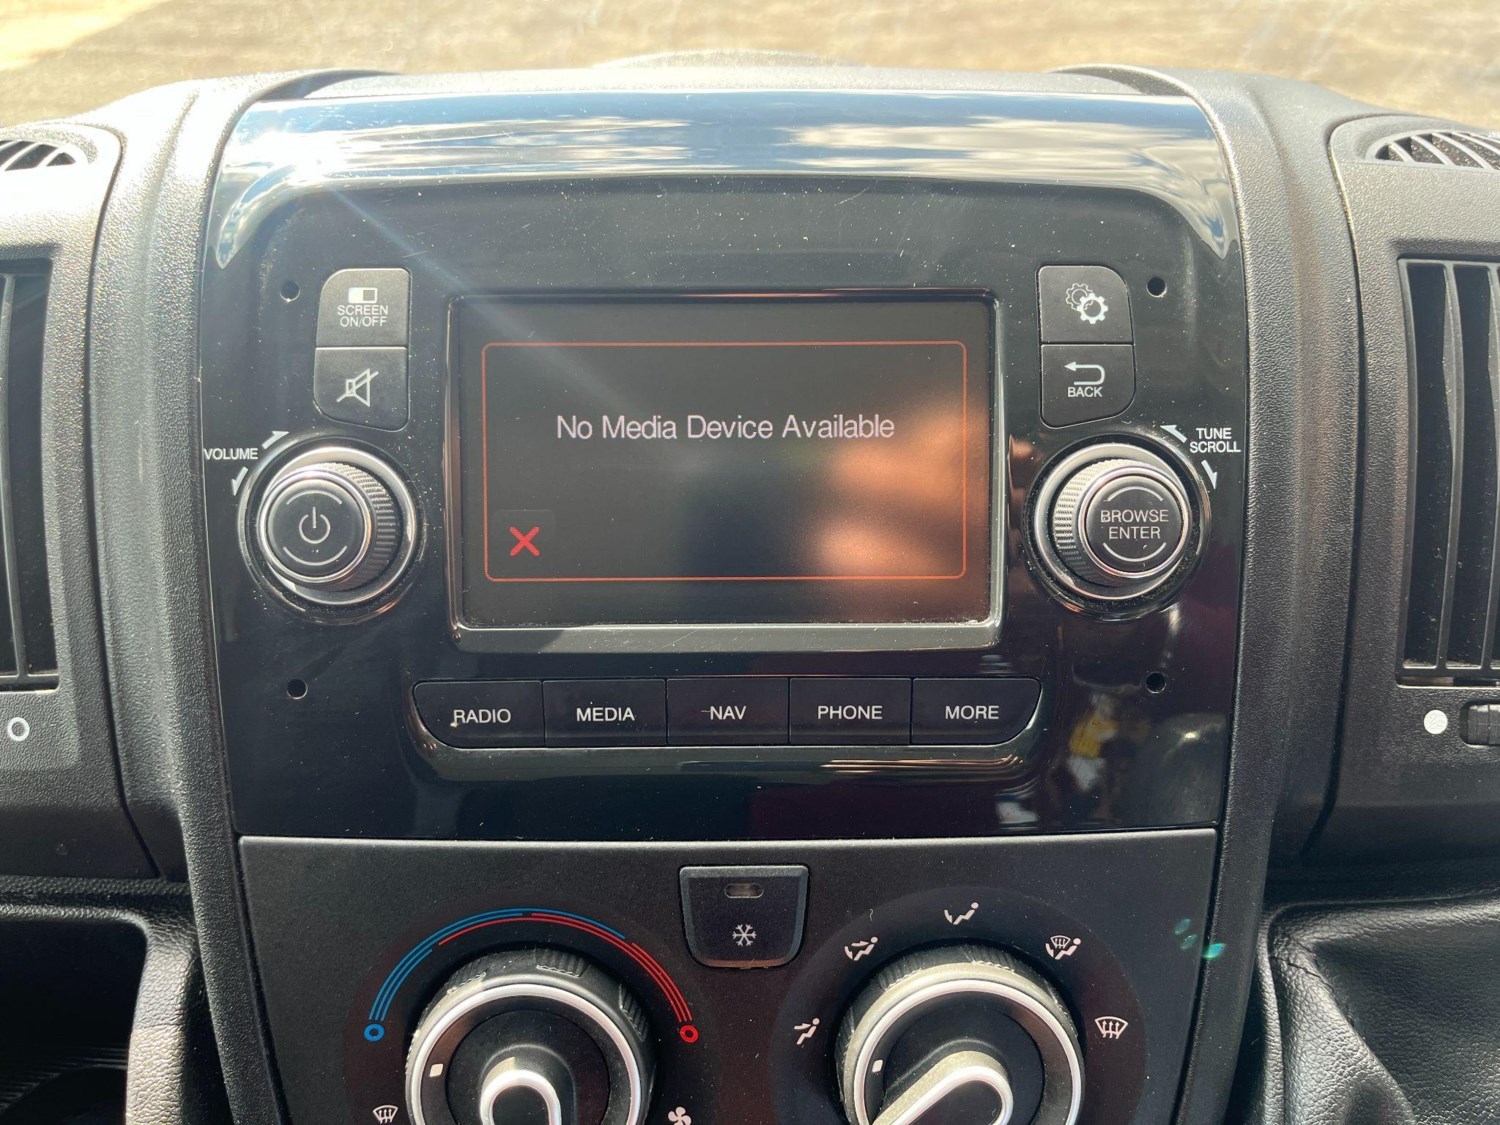 SCREEN
ON/OFF
BACK
No Media Device Available
VOLUME
TUNE
SCROLL
BROWSE
ENTER
RADIO
MEDIA
NAV
PHONE
MORE